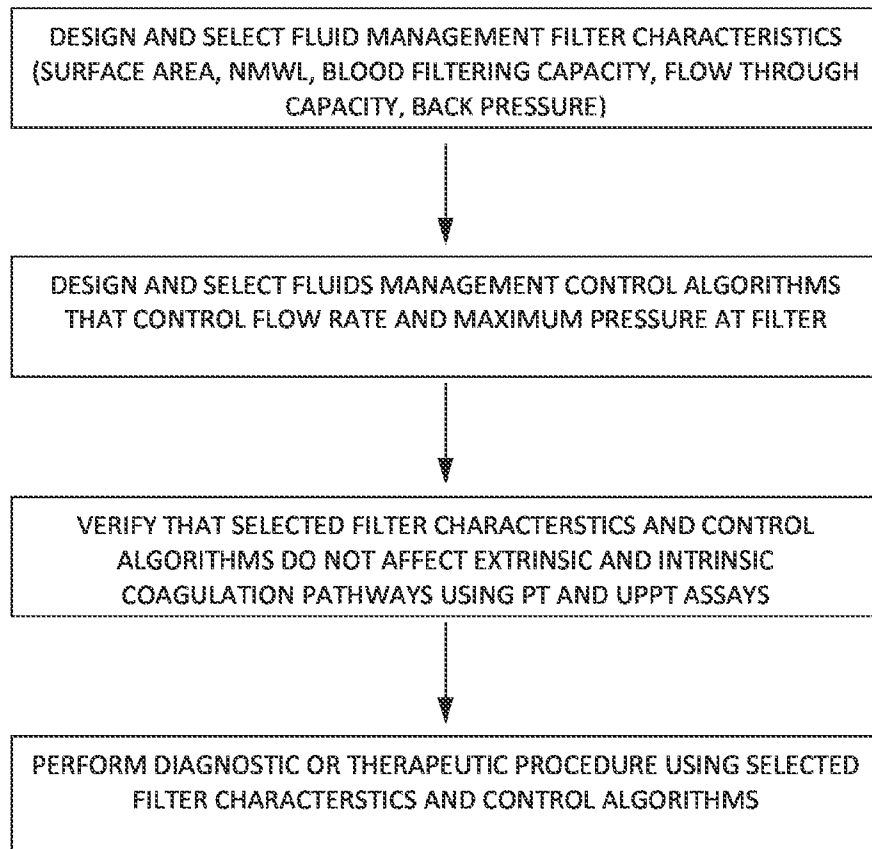 DESIGN AND SELECT FLUID MANAGEMENT FILTER CHARACTERISTICS
(SURFACE AREA, NMWL, BLOOD FILTERING CAPACITY, FLOW THROUGH
CAPACITY, BACK PRESSURE)
DESIGN AND SELECT FLUIDS MANAGEMENT CONTROL ALGORITHMS
THAT CONTROL FLOW RATE AND MAXIMUM PRESSURE AT FILTER
VERIFY THAT SELECTED FILTER CHARACTERSTICS AND CONTROL
ALGORITHMS DO NOT AFFECT EXTRINSIC AND INTRINSIC
COAGULATION PATHWAYS USING PT AND UPPT ASSAYS
PERFORM DIAGNOSTIC OR THERAPEUTIC PROCEDURE USING SELECTED
FILTER CHARACTERSTICS AND CONTROL ALGORITHMS